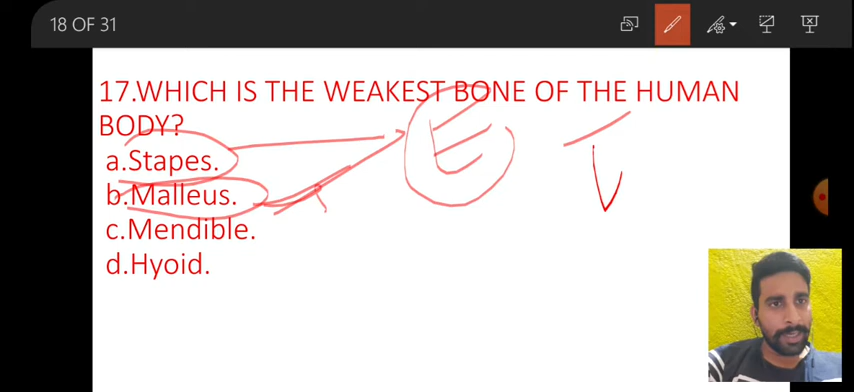 18 OF 31
17.WHICH IS THE WEAKEST BONE OF THE HUMAN
BODY?
a.Stapes.
b.Malleus.
c.Mendible.
d.Hyoid.
E